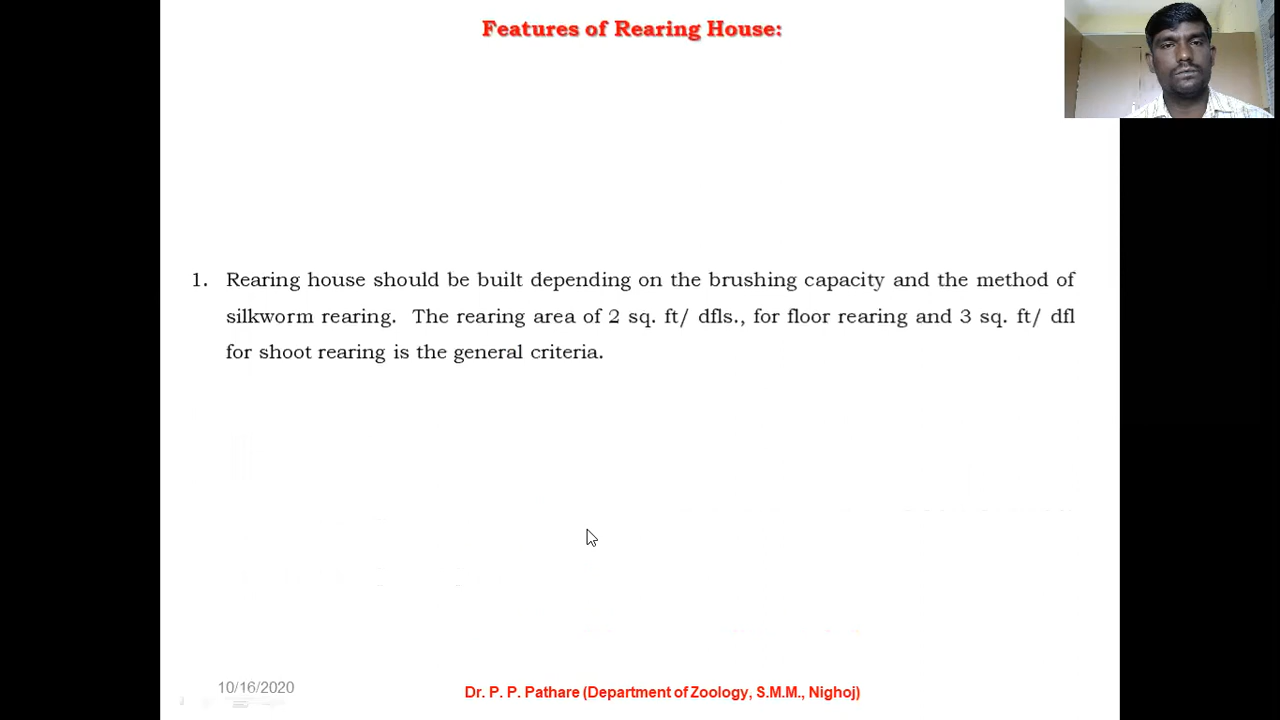 Features of Rearing House:
1. Rearing house should be built depending on the brushing capacity and the method of
silkworm rearing. The rearing area of 2 sq. ft/ dfls., for floor rearing and 3 sq. ft/ dfl
for shoot rearing is the general criteria.
10/16/2020
Dr. P. P. Pathare (Department of Zoology, S.M.M., Nighoj)